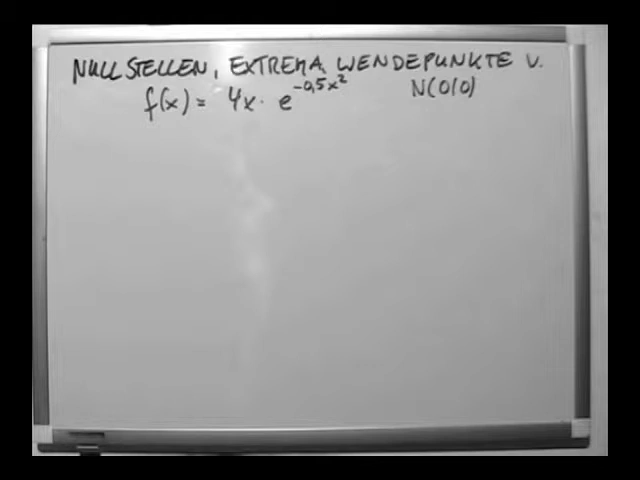 NULLSTELLEN, EXTREMA, WENDEPUNKTE V.
f(x) = 4x · e^{-0,5x²} N(0|0)